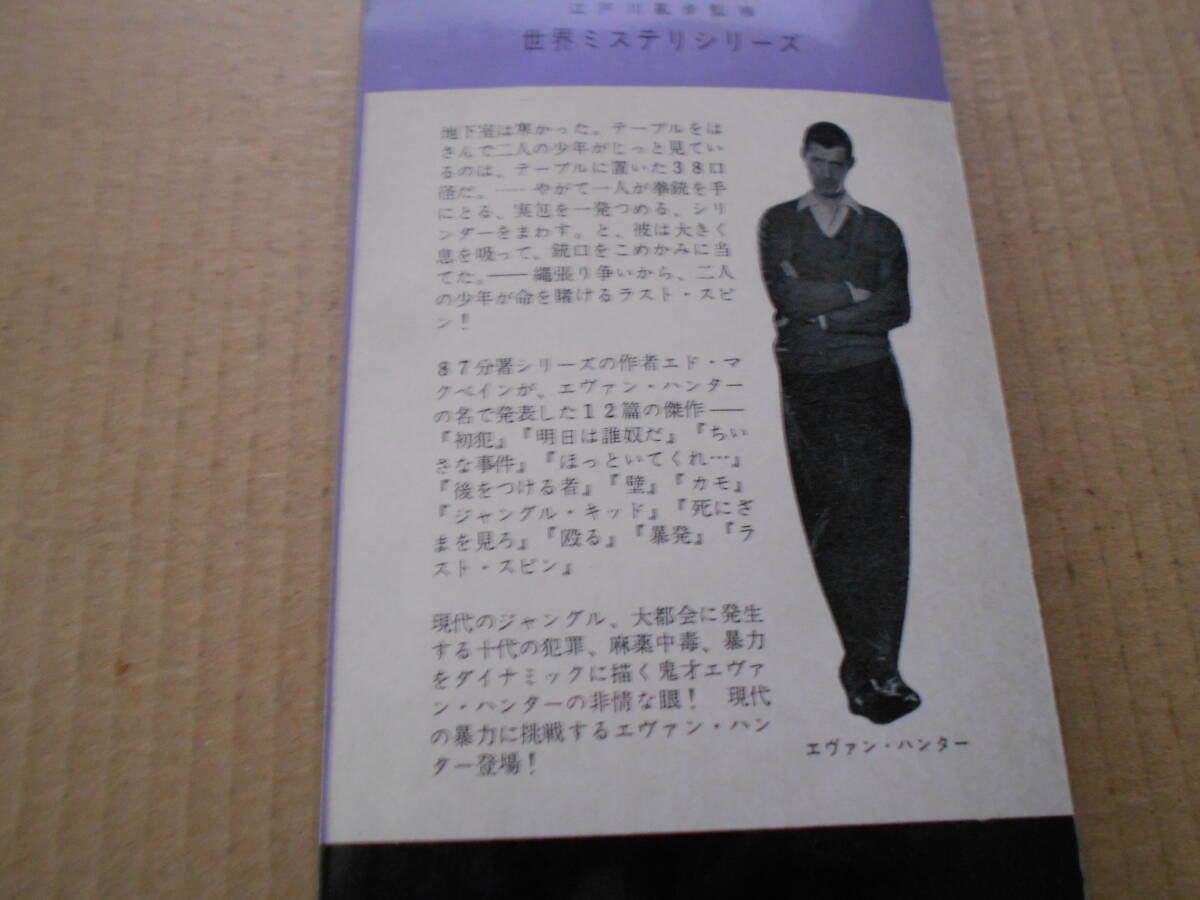 江戸川乱歩監修
世界ミステリシリーズ
地下室は寒かった。テーブルをは
さんで二人の少年がじっと見てい
るのは、テーブルに置いた38口
径だ。——やがて一人が拳銃を手
にとる、実包を一発つめる、シリ
ンダーをまわす。と、彼は大きく
息を吸って、銃口をこめかみに当
てた。——縄張り争いから、二人
の少年が命を賭けるラスト・スピ
ン！
87分署シリーズの作者エド・マ
クベインが、エヴァン・ハンター
の名で発表した12篇の傑作——
『初犯』『明日は誰奴だ』『ちい
さな事件』『ほっといてくれ…』
『後をつける者』『壁』『カモ』
『ジャングル・キッド』『死にざ
まを見ろ』『殴る』『暴発』『ラ
スト・スピン』
現代のジャングル、大都会に発生
する十代の犯罪、麻薬中毒、暴力
をダイナミックに描く鬼才エヴァ
ン・ハンターの非情な眼！　現代
の暴力に挑戦するエヴァン・ハン
ター登場！
エヴァン・ハンター